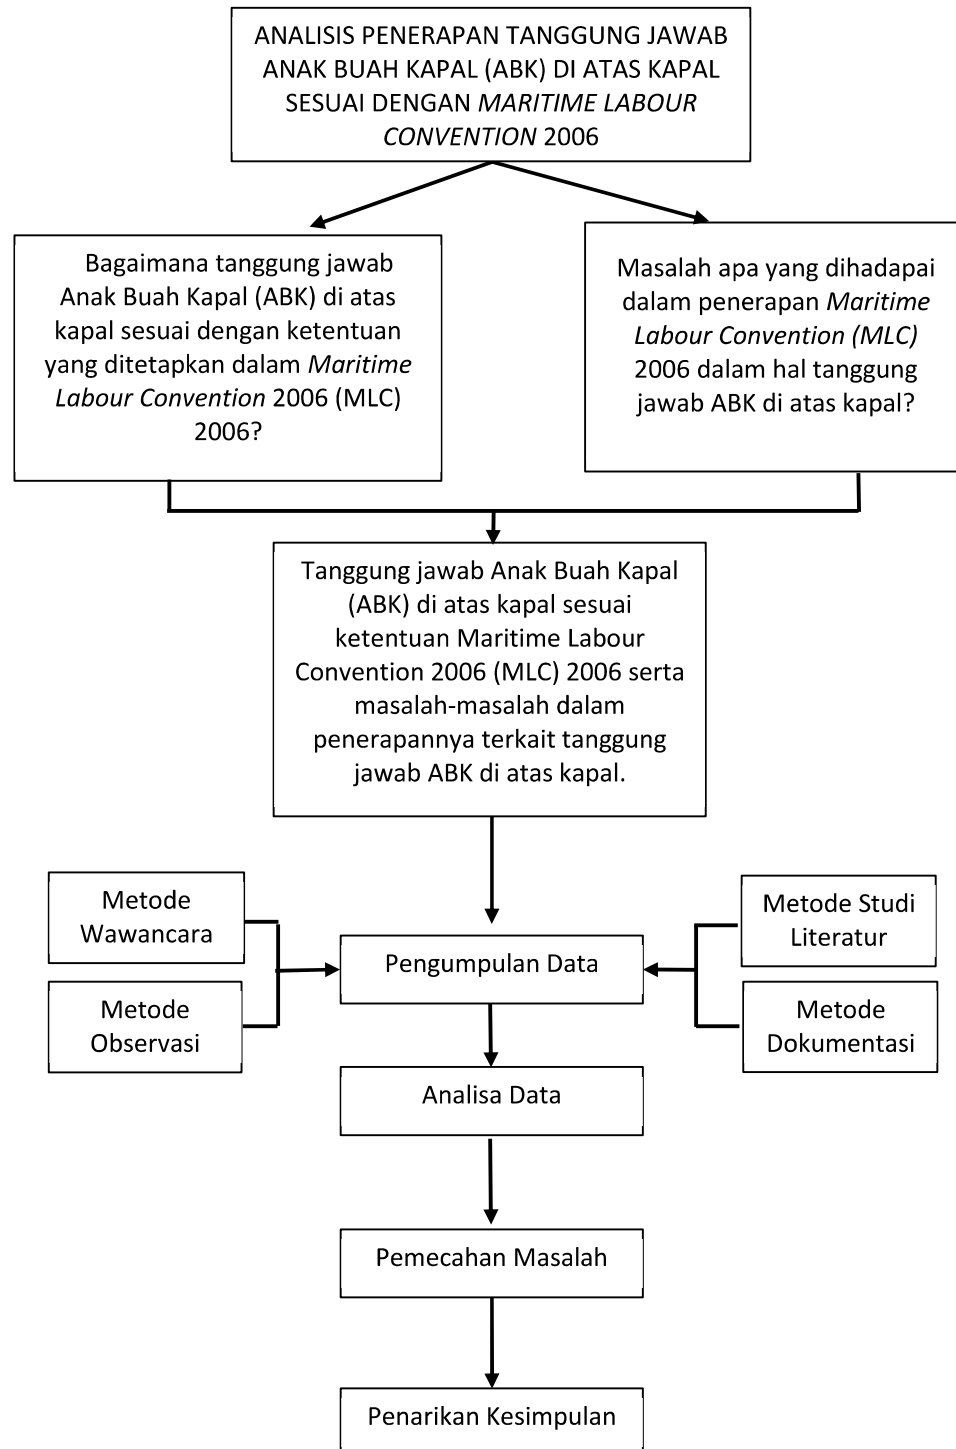 ANALISIS PENERAPAN TANGGUNG JAWAB
ANAK BUAH KAPAL (ABK) DI ATAS KAPAL
SESUAI DENGAN MARITIME LABOUR
CONVENTION 2006
Bagaimana tanggung jawab
Anak Buah Kapal (ABK) di atas
kapal sesuai dengan ketentuan
yang ditetapkan dalam Maritime
Labour Convention 2006 (MLC)
2006?
Masalah apa yang dihadapai
dalam penerapan Maritime
Labour Convention (MLC)
2006 dalam hal tanggung
jawab ABK di atas kapal?
Tanggung jawab Anak Buah Kapal
(ABK) di atas kapal sesuai
ketentuan Maritime Labour
Convention 2006 (MLC) 2006 serta
masalah-masalah dalam
penerapannya terkait tanggung
jawab ABK di atas kapal.
Metode
Wawancara
Metode
Observasi
Pengumpulan Data
Metode Studi
Literatur
Metode
Dokumentasi
Analisa Data
Pemecahan Masalah
Penarikan Kesimpulan